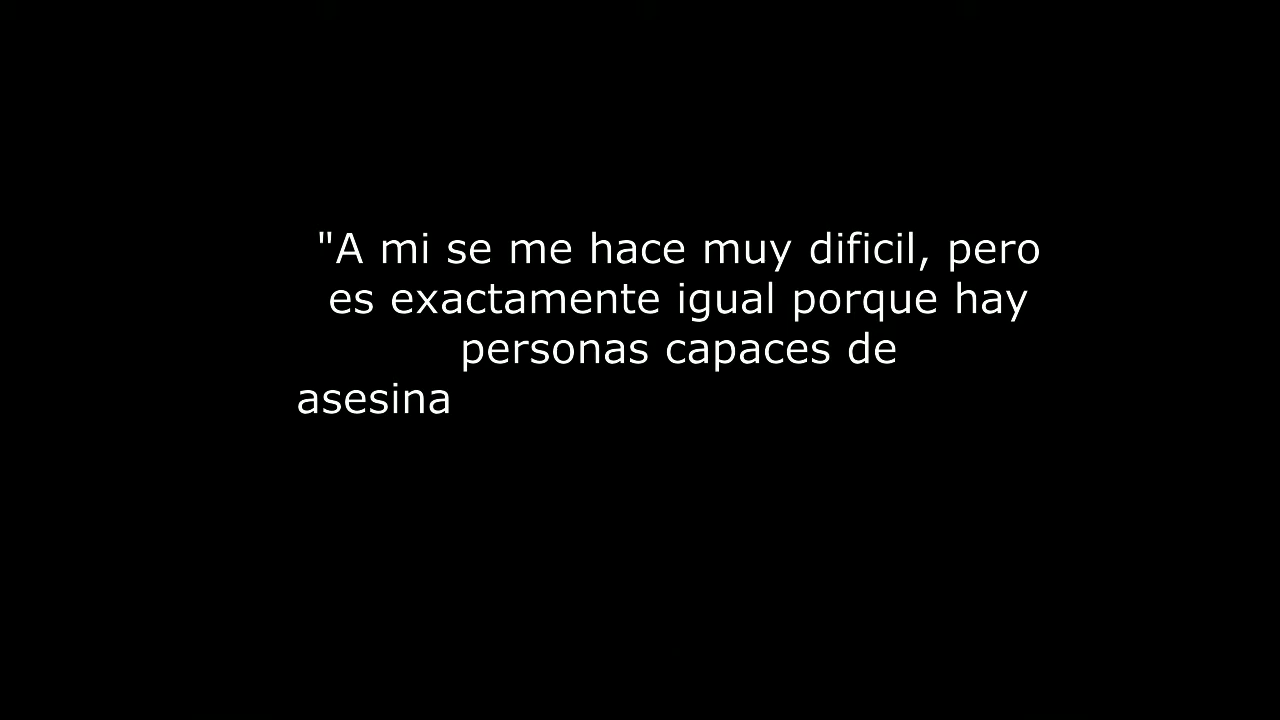 "A mi se me hace muy dificil, pero
es exactamente igual porque hay
personas capaces de
asesina